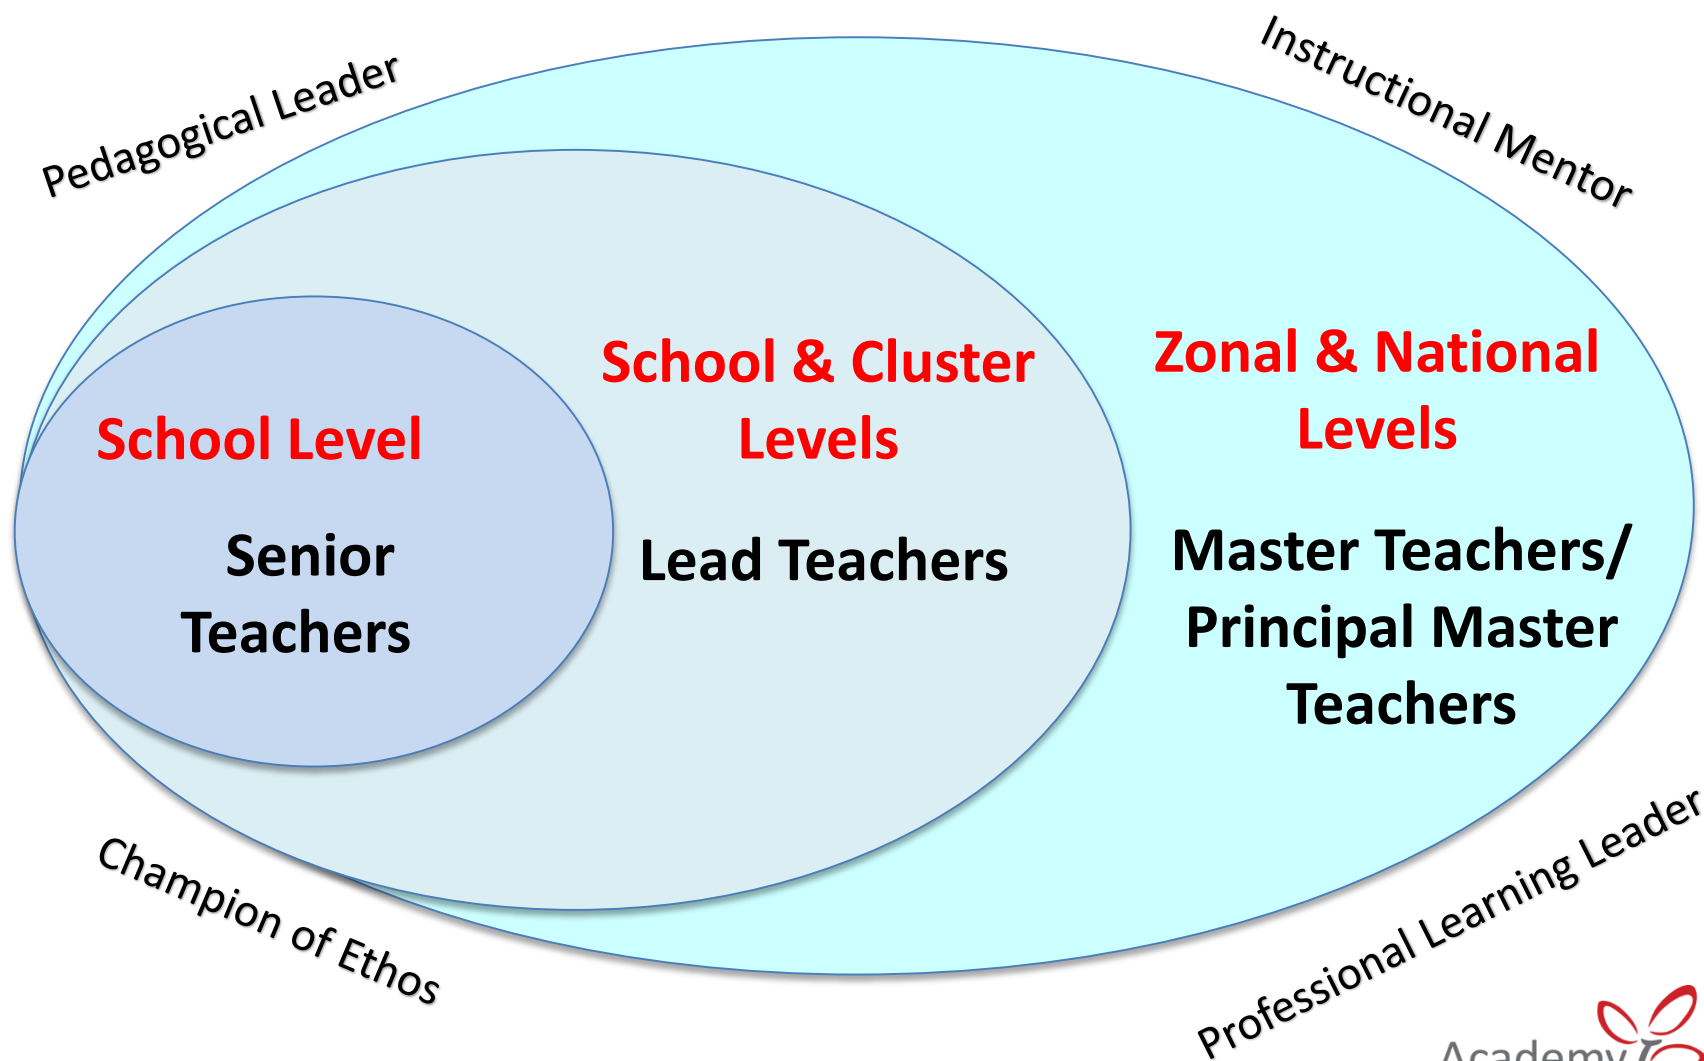 Pedagogical Leader
Instructional Mentor
School Level
Senior
Teachers
School & Cluster
Levels
Lead Teachers
Zonal & National
Levels
Master Teachers/
Principal Master
Teachers
Champion of Ethos
Professional Learning Leader
Academy